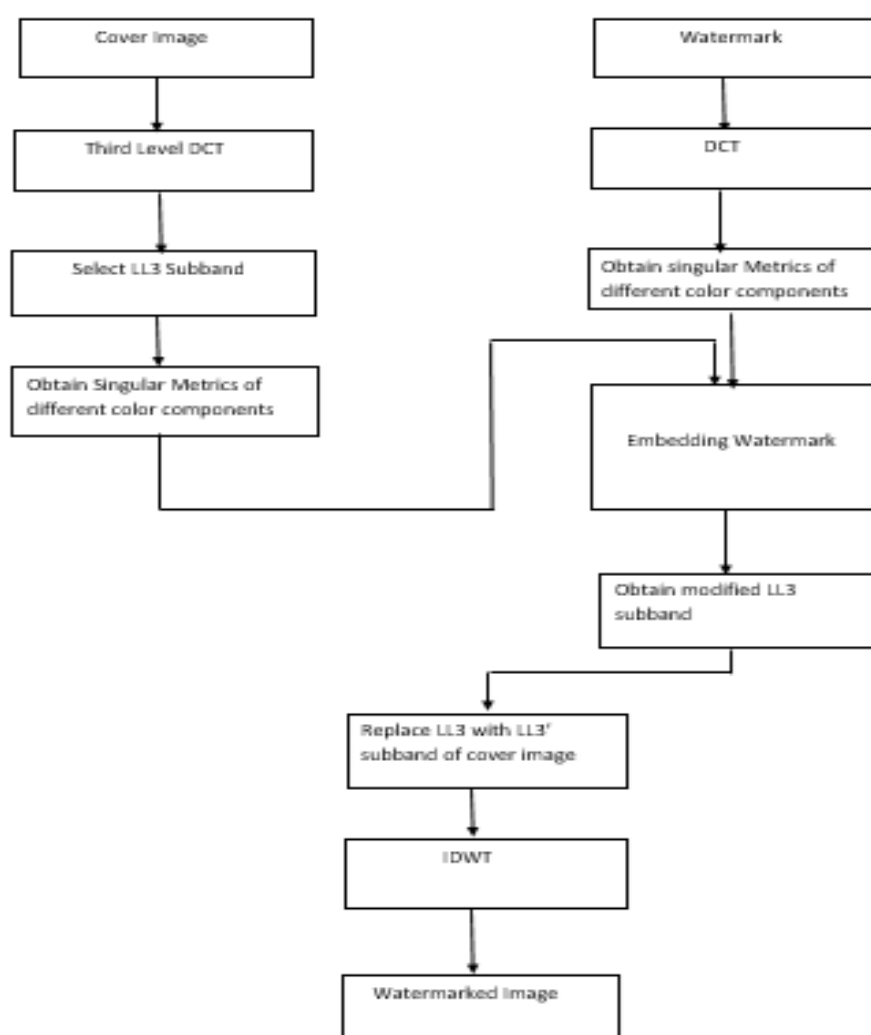 Cover Image
Third Level DCT
Select LL3 Subband
Obtain Singular Metrics of
different color components
Watermark
DCT
Obtain singular Metrics of
different color components
Embedding Watermark
Obtain modified LL3
subband
Replace LL3 with LL3'
subband of cover image
IDWT
Watermarked Image